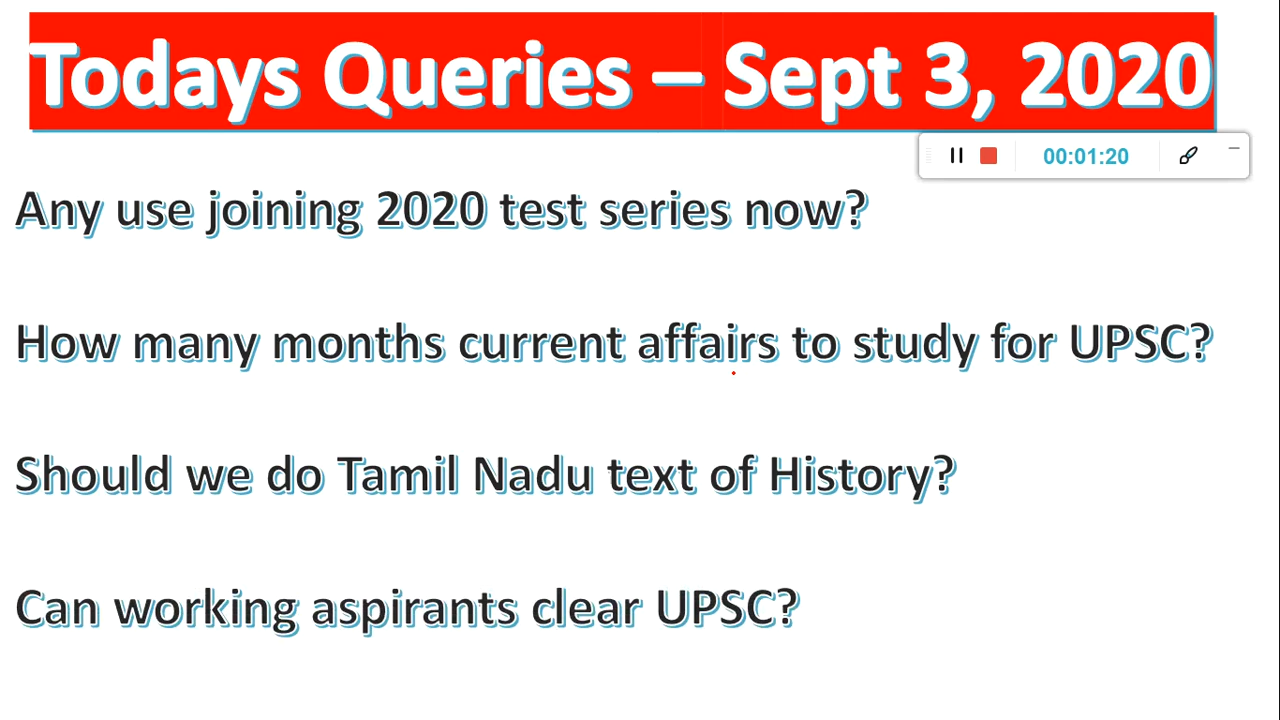 Todays Queries – Sept 3, 2020
00:01:20
Any use joining 2020 test series now?
How many months current affairs to study for UPSC?
Should we do Tamil Nadu text of History?
Can working aspirants clear UPSC?